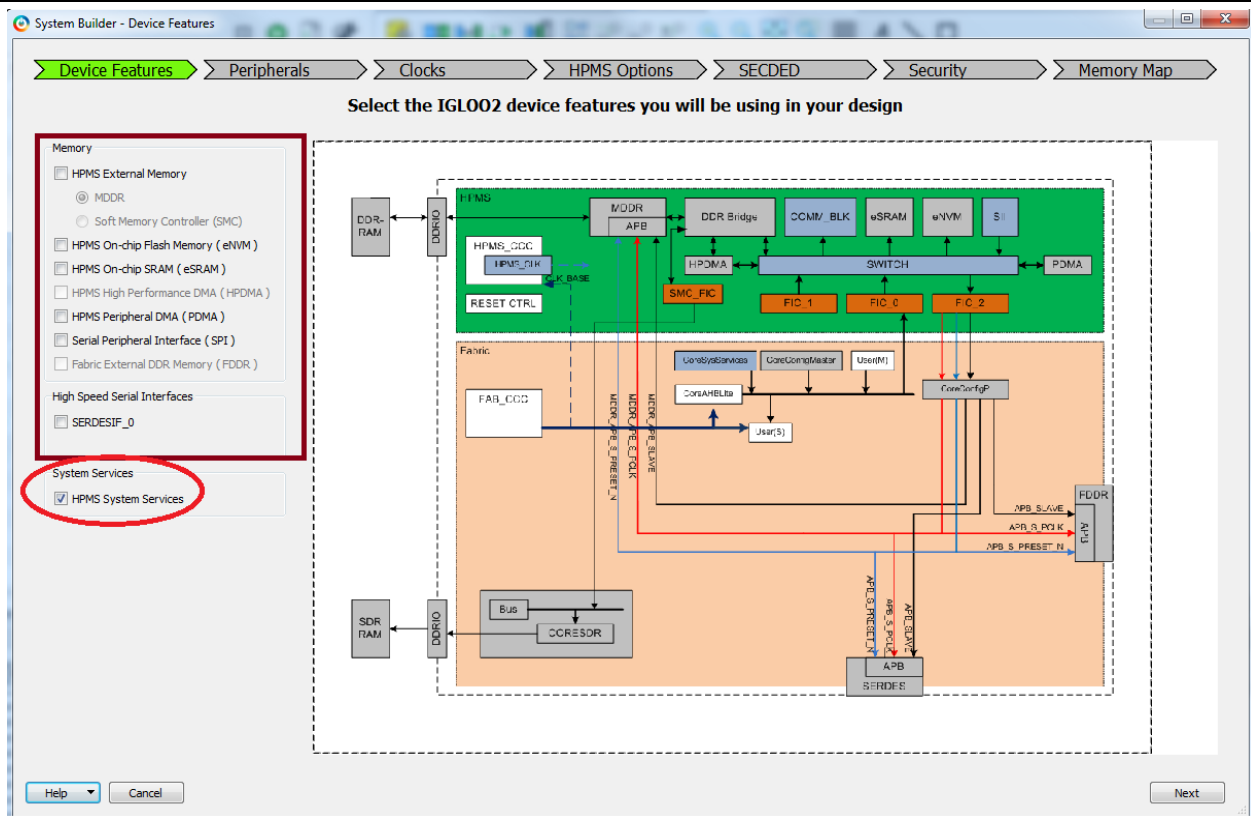 System Builder - Device Features
Device Features
Peripherals
Clocks
HPMS Options
SECDED
Security
Memory Map
Select the IGLOO2 device features you will be using in your design
Memory
HPMS External Memory
MDDR
Soft Memory Controller (SMC)
HPMS On-chip Flash Memory ( eNVM )
HPMS On-chip SRAM ( eSRAM )
HPMS High Performance DMA ( HPDMA )
HPMS Peripheral DMA ( PDMA )
Serial Peripheral Interface ( SPI )
Fabric External DDR Memory ( FDDR )
High Speed Serial Interfaces
SERDESIF_0
System Services
HPMS System Services
HPMS
DDR-
RAM
DDRIO
MDDR
APB
DDR Bridge
COMM_BLK
eSRAM
eNVM
SII
HPMS_CCC
HPMS_CLK
CLK_BASE
HPDMA
SWITCH
PDMA
RESET CTRL
SMC_FIC
FIC_1
FIC_0
FIC_2
Fabric
CoreSysServices
CoreConfigMaster
User(M)
FAB_CCC
CoreAHBLite
CoreConfigP
User(S)
MDDR_APB_S_PRESET_N
MDDR_APB_S_PCLK
MDDR_APB_SLAVE
FDDR
APB
APB_SLAVE
APB_S_PCLK
APB_S_PRESET_N
SDR
RAM
DDRIO
Bus
CORESDR
APB_S_PRESET_N
APB_S_PCLK
APB_SLAVE
APB
SERDES
Help
Cancel
Next